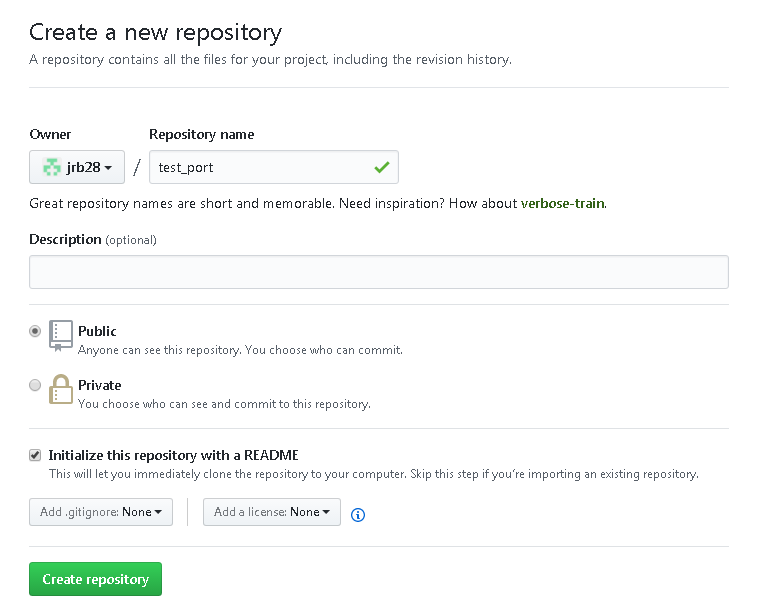 Create a new repository
A repository contains all the files for your project, including the revision history.
Owner
Repository name
jrb28 / test_port
Great repository names are short and memorable. Need inspiration? How about verbose-train.
Description (optional)
Public
Anyone can see this repository. You choose who can commit.
Private
You choose who can see and commit to this repository.
Initialize this repository with a README
This will let you immediately clone the repository to your computer. Skip this step if you're importing an existing repository.
Add .gitignore: None
Add a license: None
Create repository